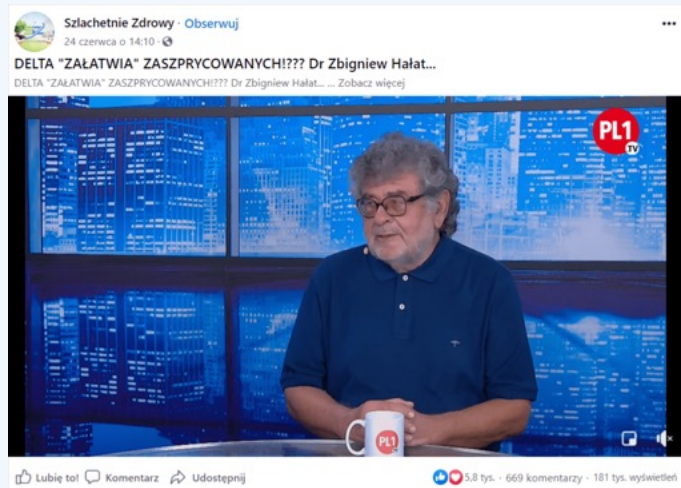 Szlachetnie Zdrowy · Obserwuj
24 czerwca o 14:10 ·
DELTA "ZAŁATWIA" ZASZPRYCOWANYCH!??? Dr Zbigniew Hałat...
DELTA "ZAŁATWIA" ZASZPRYCOWANYCH!??? Dr Zbigniew Hałat... ... Zobacz więcej
PL1
TV
PL1
Lubię to! Komentarz Udostępnij 5,8 tys. · 669 komentarzy · 181 tys. wyświetleń